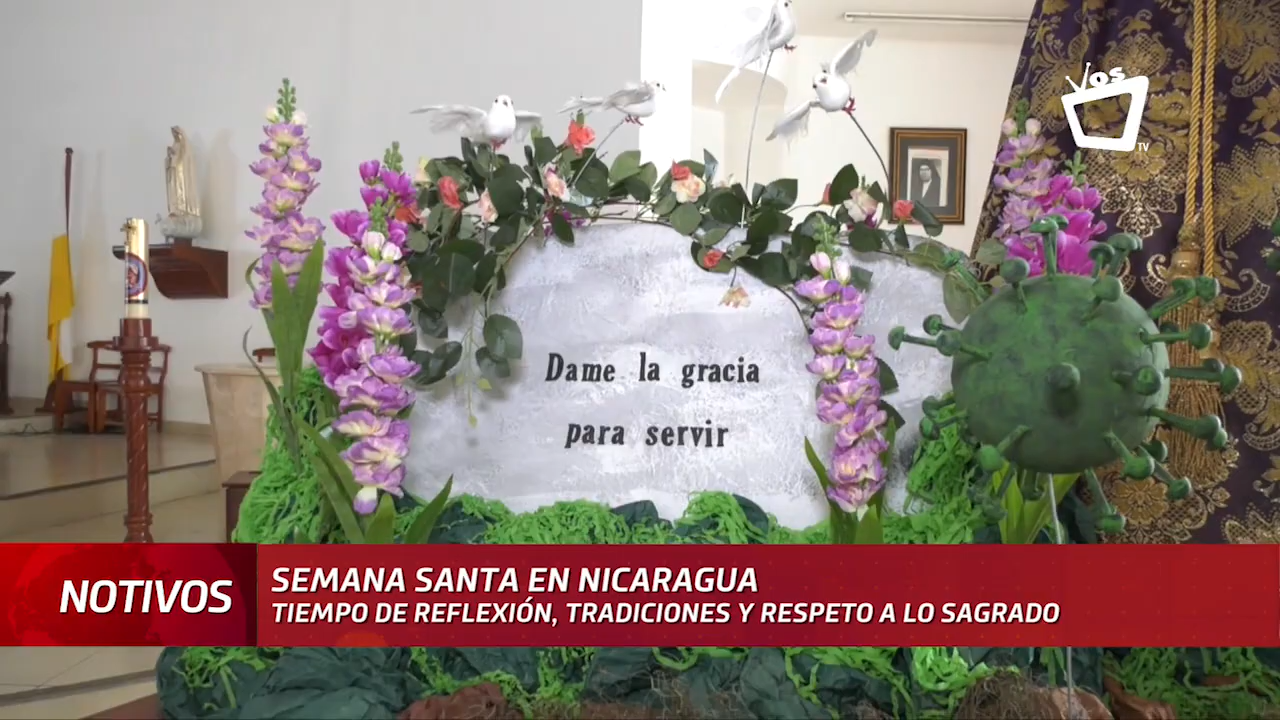 VOS
TV
Dame la gracia
para servir
NOTIVOS
SEMANA SANTA EN NICARAGUA
TIEMPO DE REFLEXIÓN, TRADICIONES Y RESPETO A LO SAGRADO